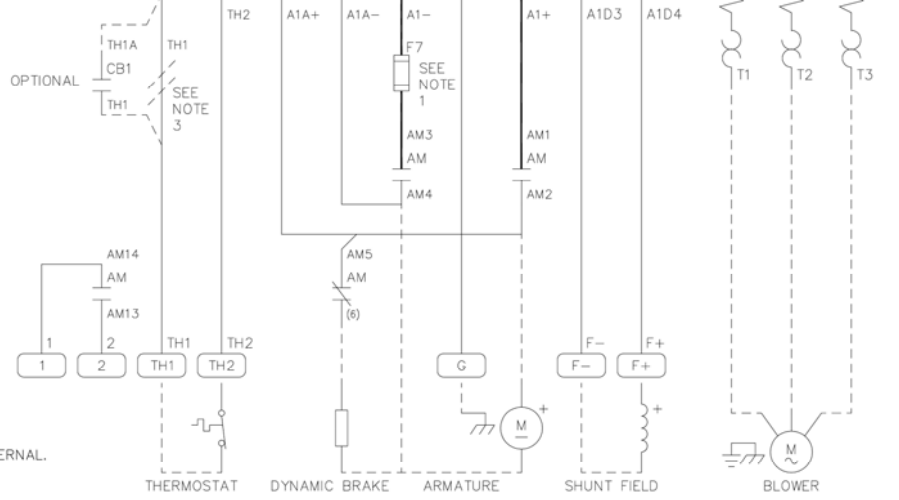 TH2
A1A+
A1A-
A1-
A1+
A1D3
A1D4
TH1A
TH1
F7
OPTIONAL
CB1
SEE
NOTE
1
T1
T2
T3
TH1
SEE
NOTE
3
AM3
AM1
AM
AM
AM4
AM2
AM14
AM5
AM
AM
AM13
(6)
1
2
TH1
TH2
F-
F+
1
2
TH1
TH2
G
F-
F+
+
+
M
M
~
ERNAL.
THERMOSTAT
DYNAMIC BRAKE
ARMATURE
SHUNT FIELD
BLOWER